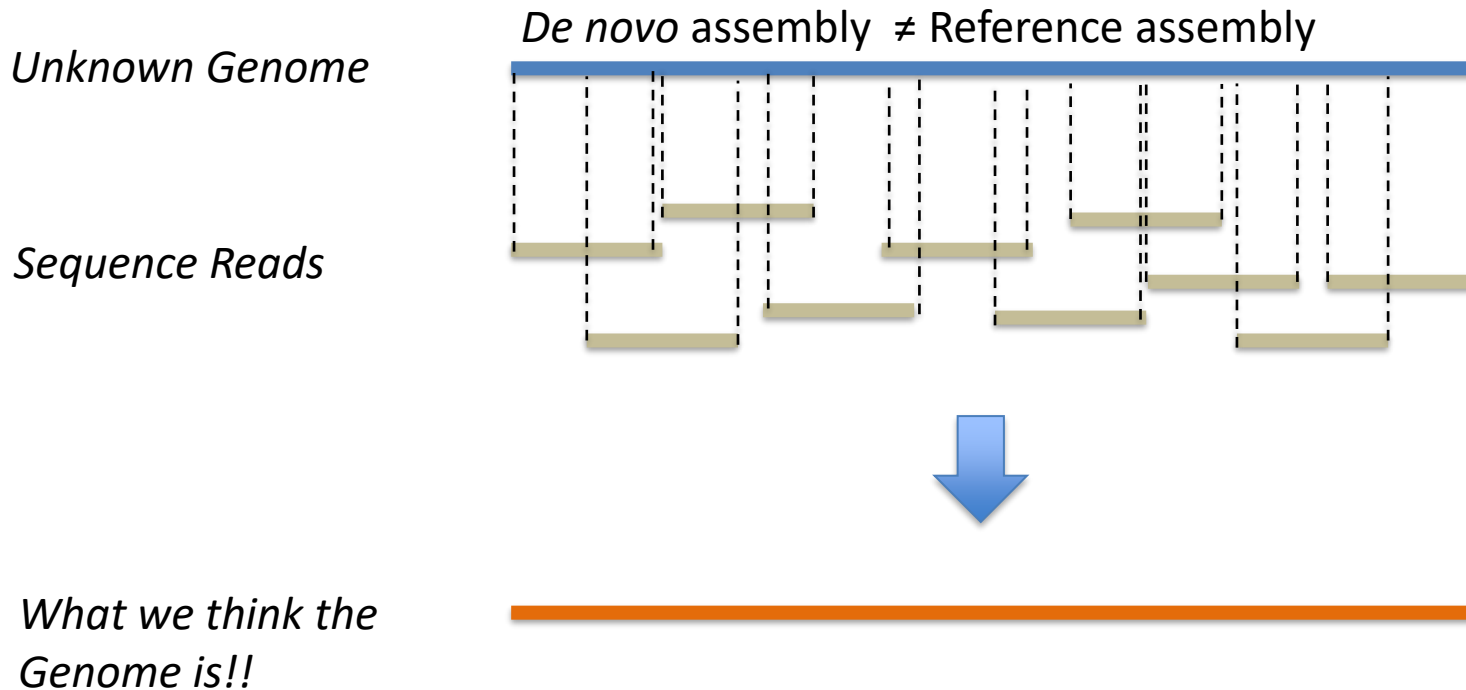 De novo assembly ≠ Reference assembly
Unknown Genome
Sequence Reads
What we think the
Genome is!!